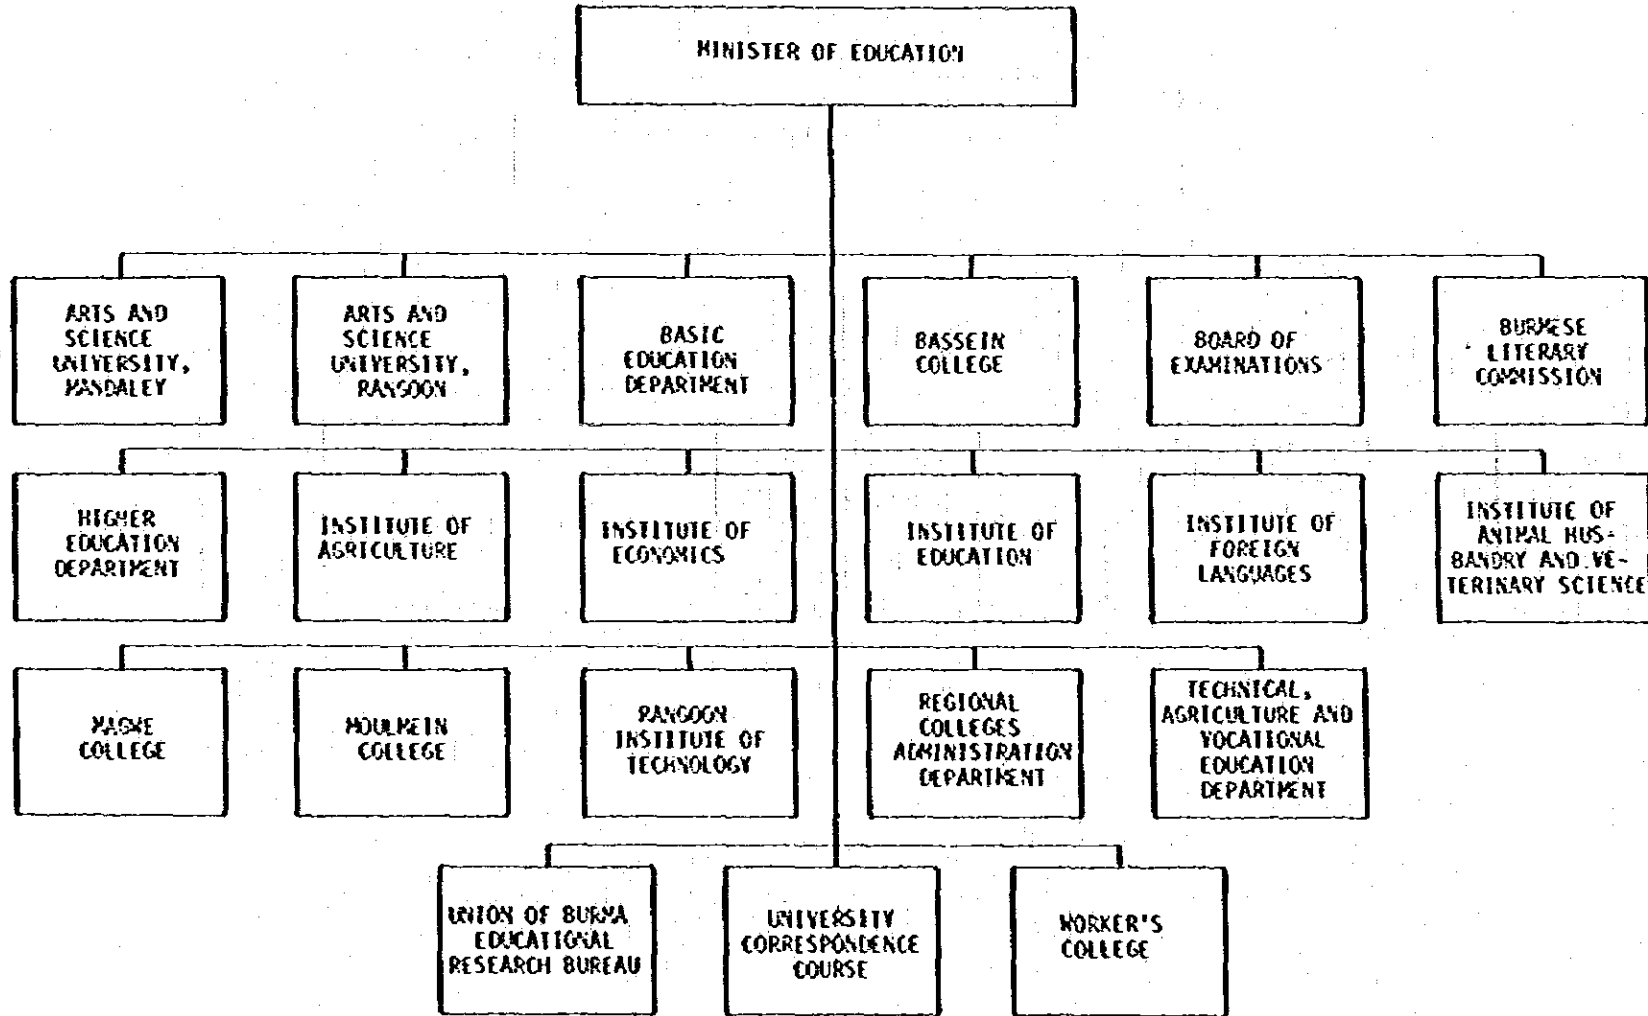 MINISTER OF EDUCATION
ARTS AND
SCIENCE
UNIVERSITY,
MANDALEY
ARTS AND
SCIENCE
UNIVERSITY,
RANGOON
BASIC
EDUCATION
DEPARTMENT
BASSEIN
COLLEGE
BOARD OF
EXAMINATIONS
BURMESE
LITERARY
COMMISSION
HIGHER
EDUCATION
DEPARTMENT
INSTITUTE OF
AGRICULTURE
INSTITUTE OF
ECONOMICS
INSTITUTE OF
EDUCATION
INSTITUTE OF
FOREIGN
LANGUAGES
INSTITUTE OF
ANIMAL HUS-
BANDRY AND VE-
TERINARY SCIENCE
MAGWE
COLLEGE
MOULMEIN
COLLEGE
RANGOON
INSTITUTE OF
TECHNOLOGY
REGIONAL
COLLEGES
ADMINISTRATION
DEPARTMENT
TECHNICAL,
AGRICULTURE AND
VOCATIONAL
EDUCATION
DEPARTMENT
UNION OF BURMA
EDUCATIONAL
RESEARCH BUREAU
UNIVERSITY
CORRESPONDENCE
COURSE
WORKER'S
COLLEGE